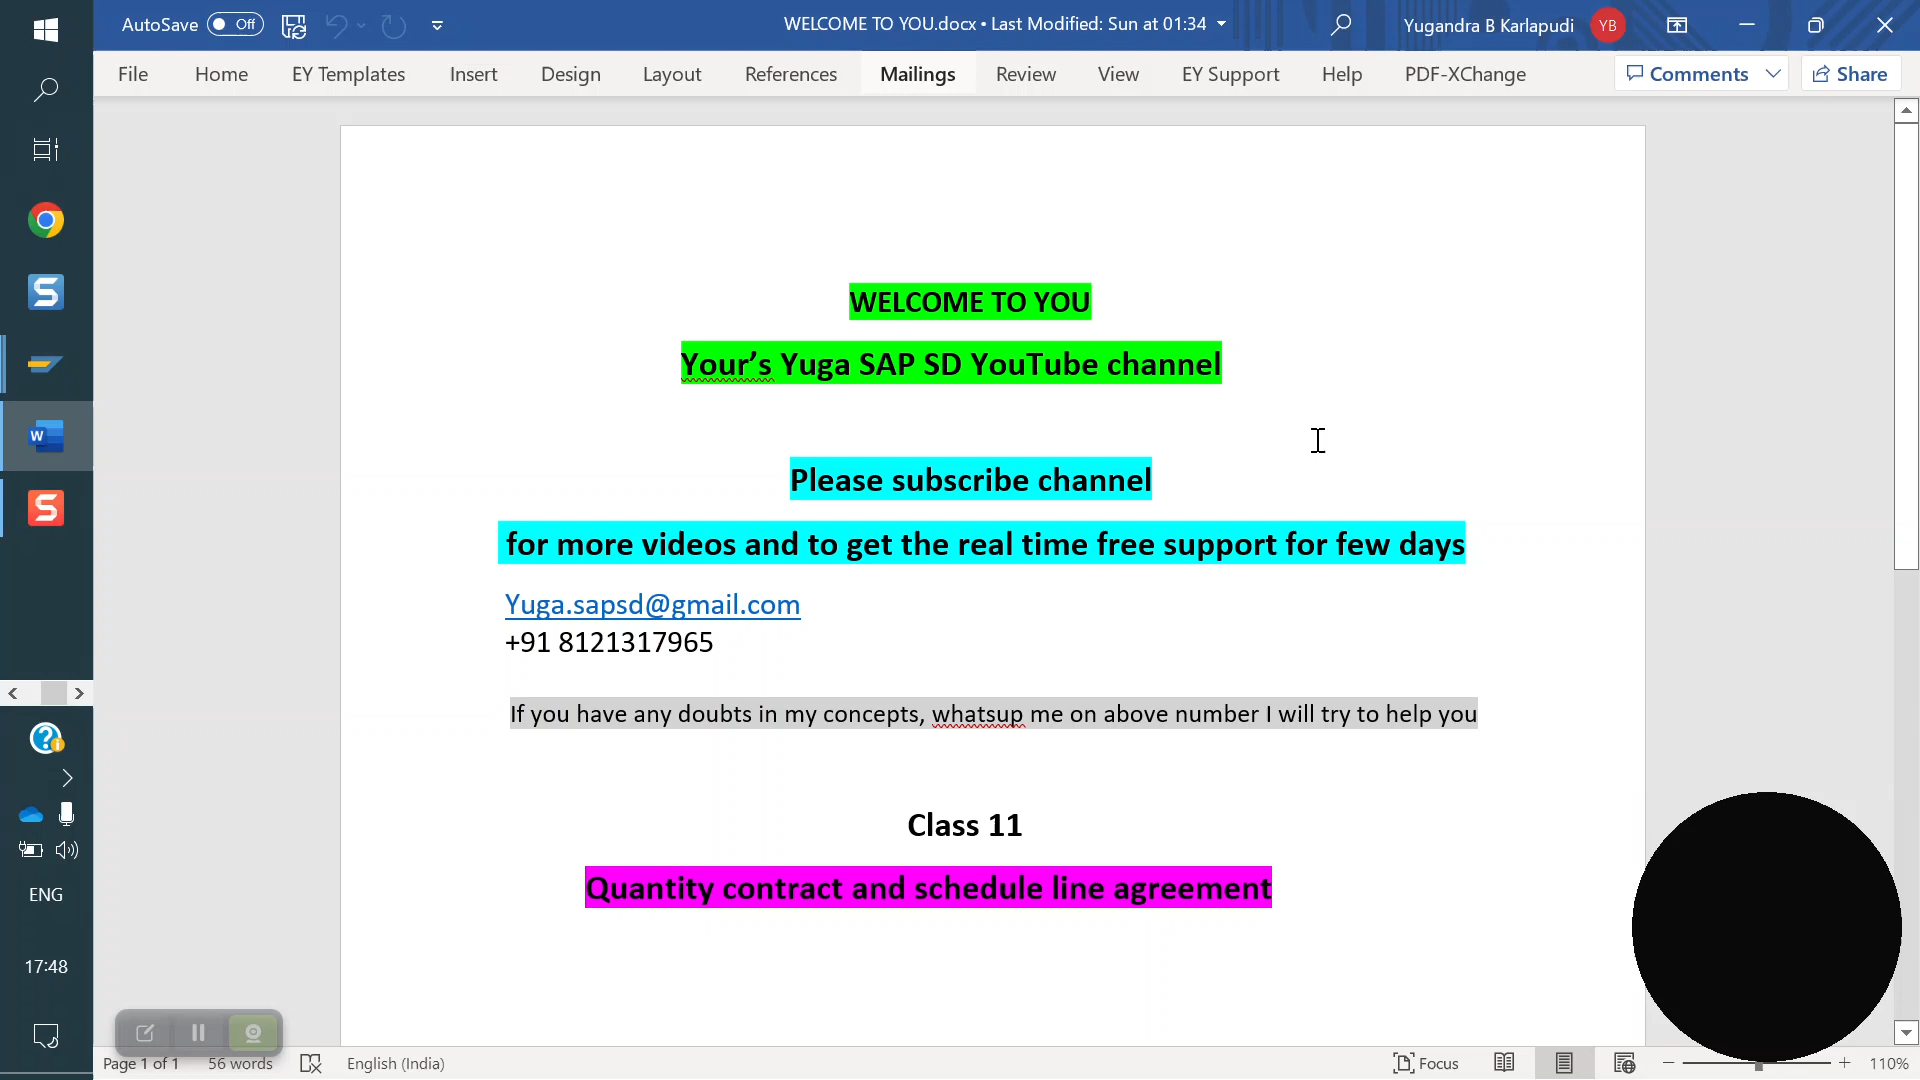 AutoSave Off WELCOME TO YOU.docx • Last Modified: Sun at 01:34 Yugandra B Karlapudi YB
File Home EY Templates Insert Design Layout References Mailings Review View EY Support Help PDF-XChange Comments Share
WELCOME TO YOU
Your's Yuga SAP SD YouTube channel
Please subscribe channel
for more videos and to get the real time free support for few days
Yuga.sapsd@gmail.com
+91 8121317965
If you have any doubts in my concepts, whatsup me on above number I will try to help you
Class 11
Quantity contract and schedule line agreement
ENG
17:48
Page 1 of 1 56 words English (India) Focus 110%